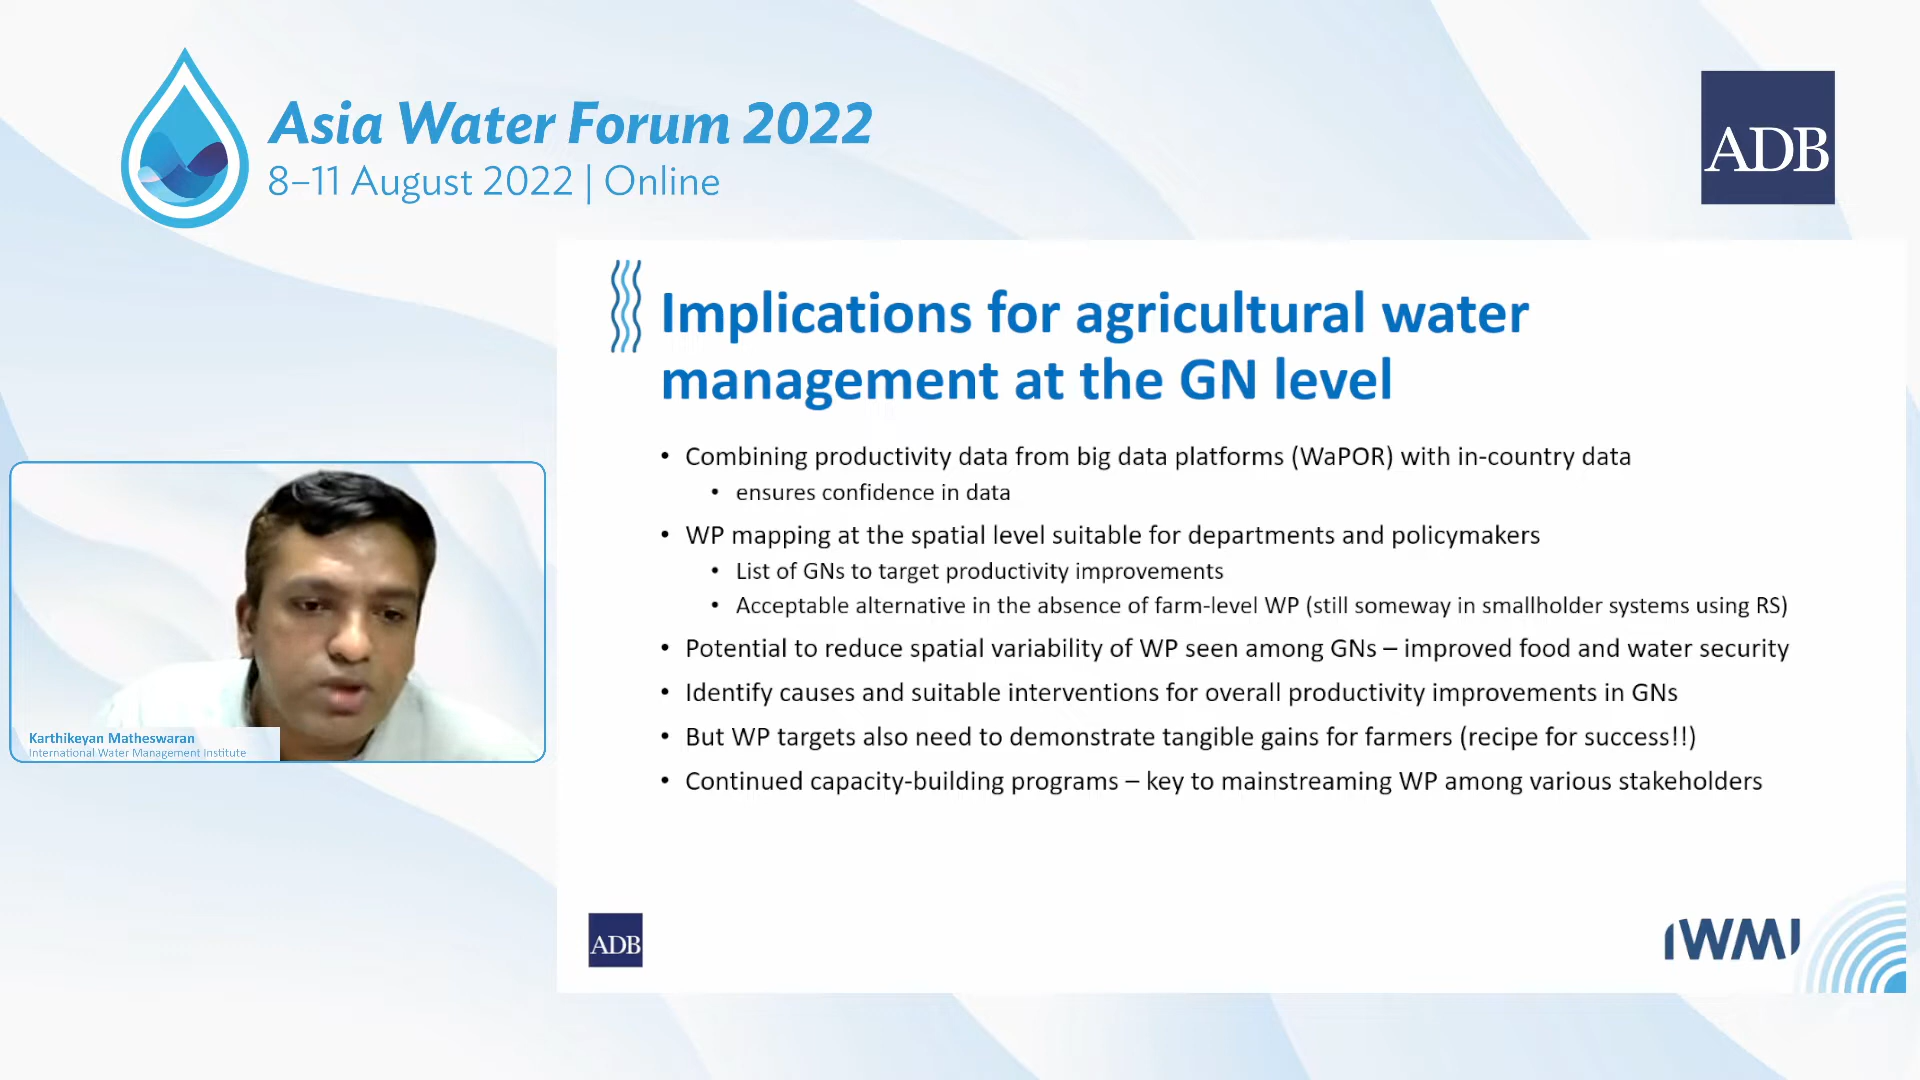 Asia Water Forum 2022
8–11 August 2022 | Online
ADB
Implications for agricultural water
management at the GN level
• Combining productivity data from big data platforms (WaPOR) with in-country data
• ensures confidence in data
• WP mapping at the spatial level suitable for departments and policymakers
• List of GNs to target productivity improvements
• Acceptable alternative in the absence of farm-level WP (still someway in smallholder systems using RS)
• Potential to reduce spatial variability of WP seen among GNs – improved food and water security
• Identify causes and suitable interventions for overall productivity improvements in GNs
• But WP targets also need to demonstrate tangible gains for farmers (recipe for success!!)
• Continued capacity-building programs – key to mainstreaming WP among various stakeholders
Karthikeyan Matheswaran
International Water Management Institute
ADB
IWMI